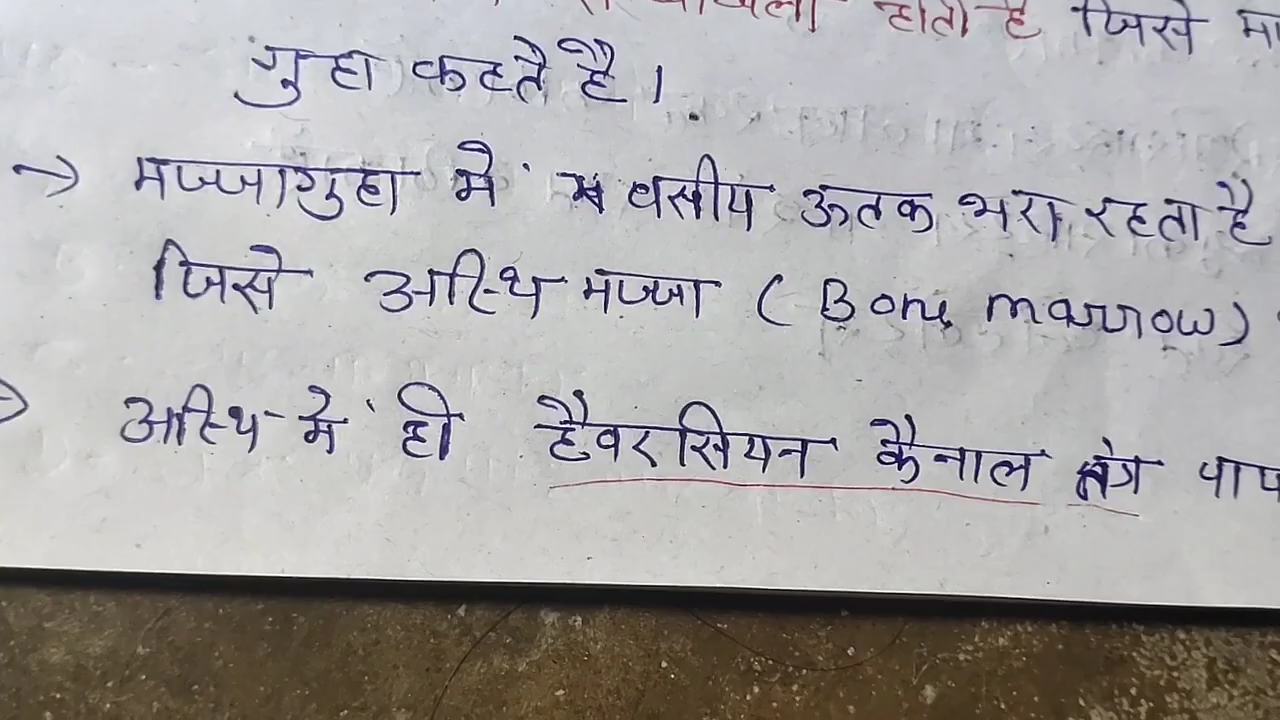 होता है जिसे
गुहा कहते है।
→ मज्जागुहा में वसीय ऊतक भरा रहता है
जिसे अस्थि मज्जा (Bone marrow)
→ अस्थि में ही हैवरसियन कैनाल तंत्र